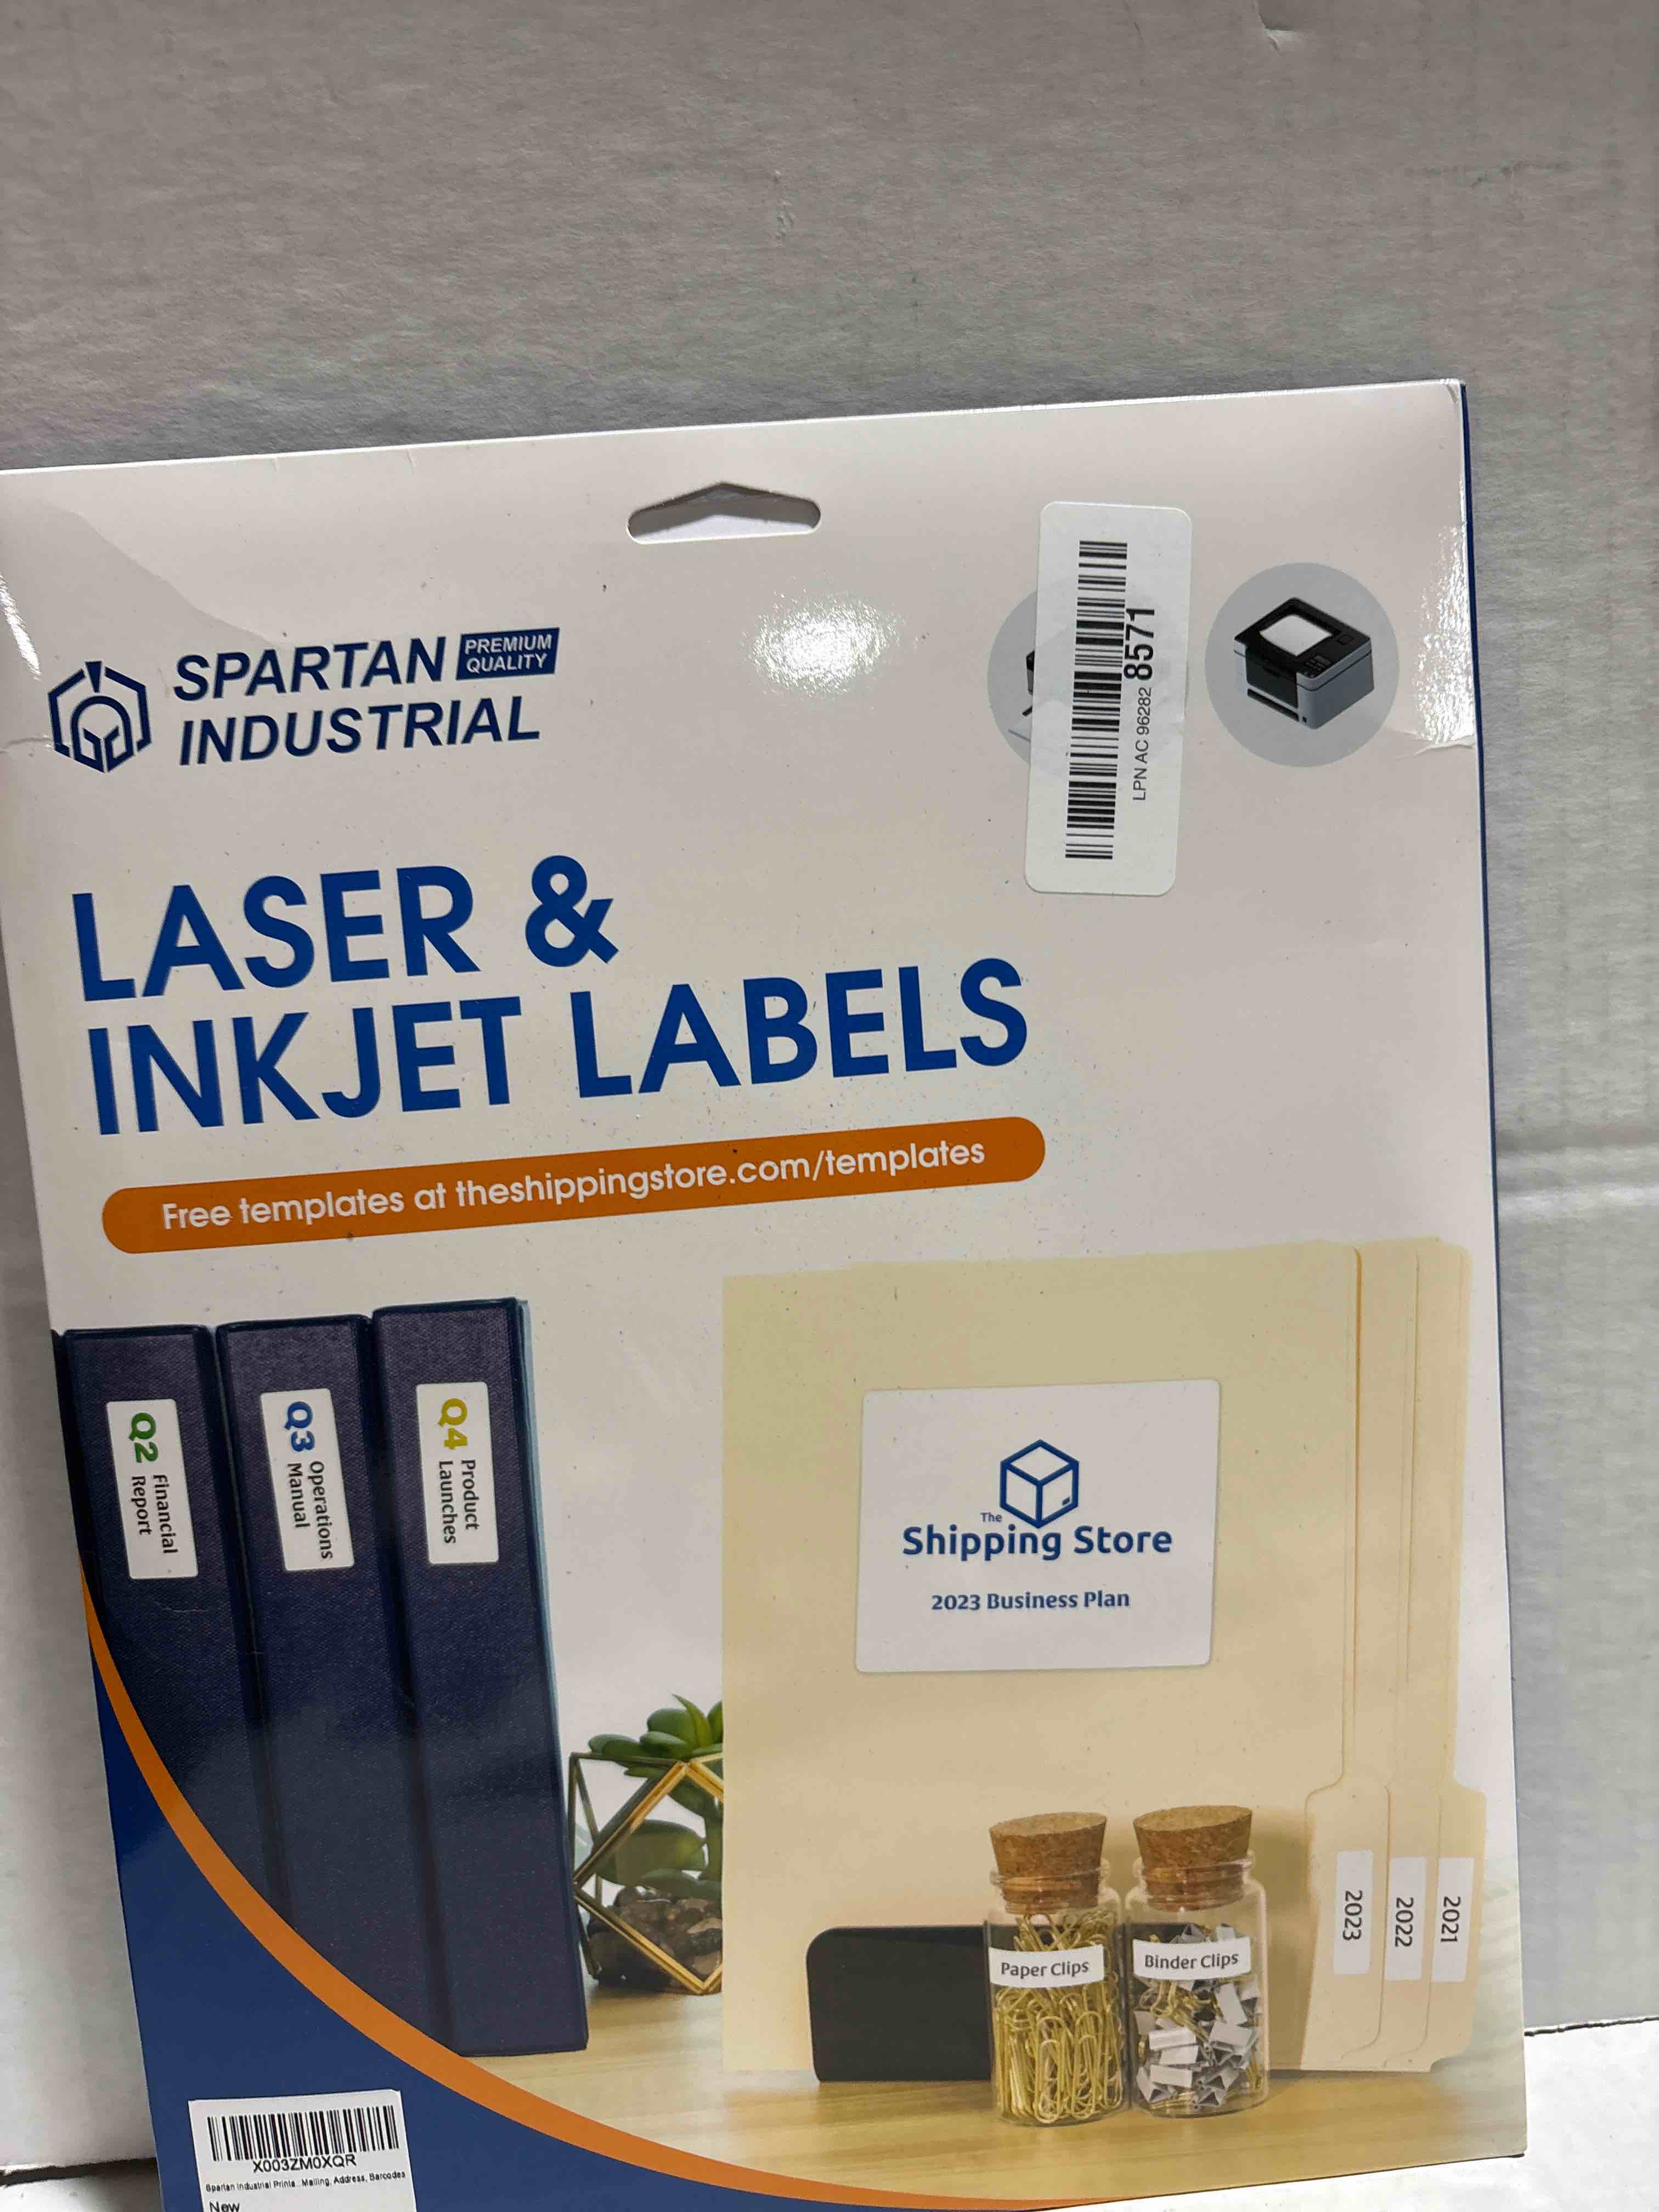 SPARTAN PREMIUM QUALITY
INDUSTRIAL
LPN AC 96282 8571
LASER &
INKJET LABELS
Free templates at theshippingstore.com/templates
Q2 Financial Report
Q3 Operations Manual
Q4 Product Launches
The
Shipping Store
2023 Business Plan
Paper Clips
Binder Clips
2023
2022
2021
X003ZM0XQR
Spartan Industrial Printa...Mailing, Address, Barcodes
New